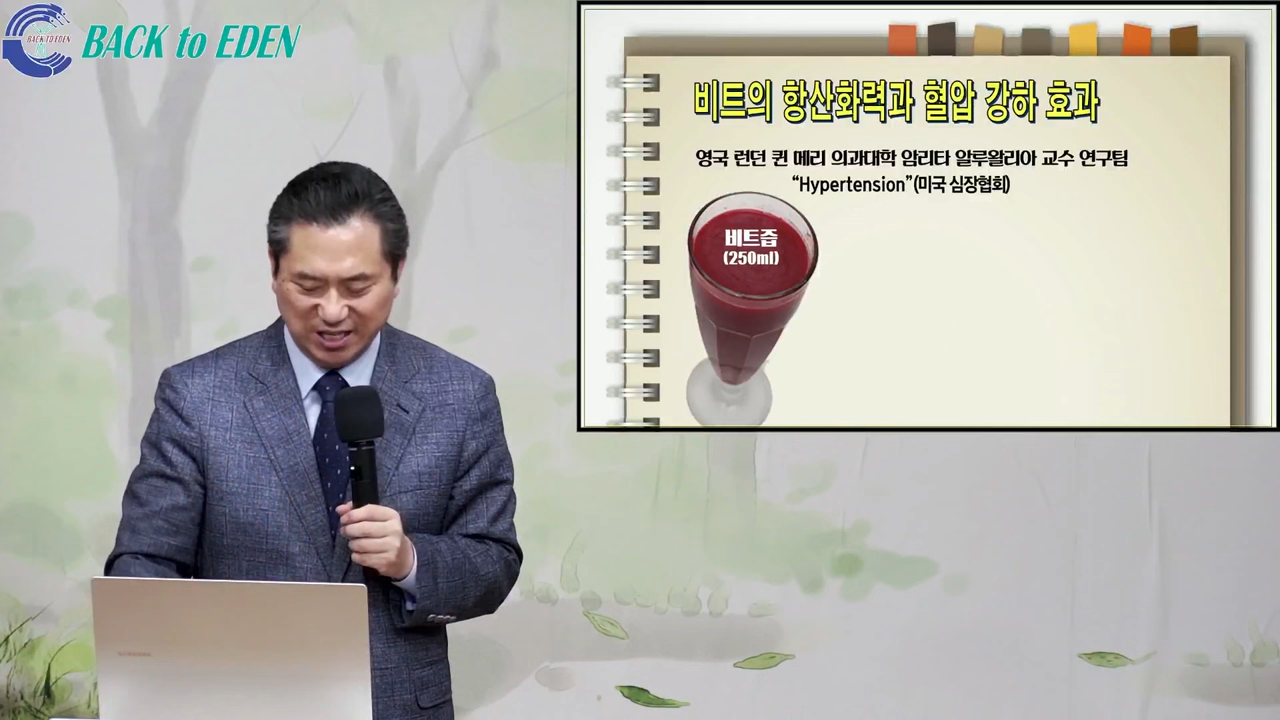 BACK TO EDEN
BACK to EDEN
비트의 항산화력과 혈압 강하 효과
영국 런던 퀸 메리 의과대학 암리타 알루왈리아 교수 연구팀
“Hypertension”(미국 심장협회)
비트즙
(250ml)